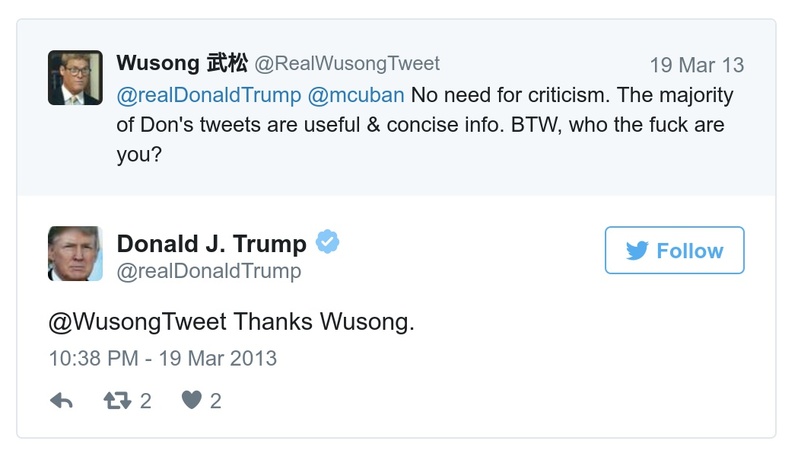 Wusong 武松 @RealWusongTweet 19 Mar 13
@realDonaldTrump @mcuban No need for criticism. The majority
of Don's tweets are useful & concise info. BTW, who the fuck are
you?
Donald J. Trump
@realDonaldTrump
Follow
@WusongTweet Thanks Wusong.
10:38 PM - 19 Mar 2013
2 2